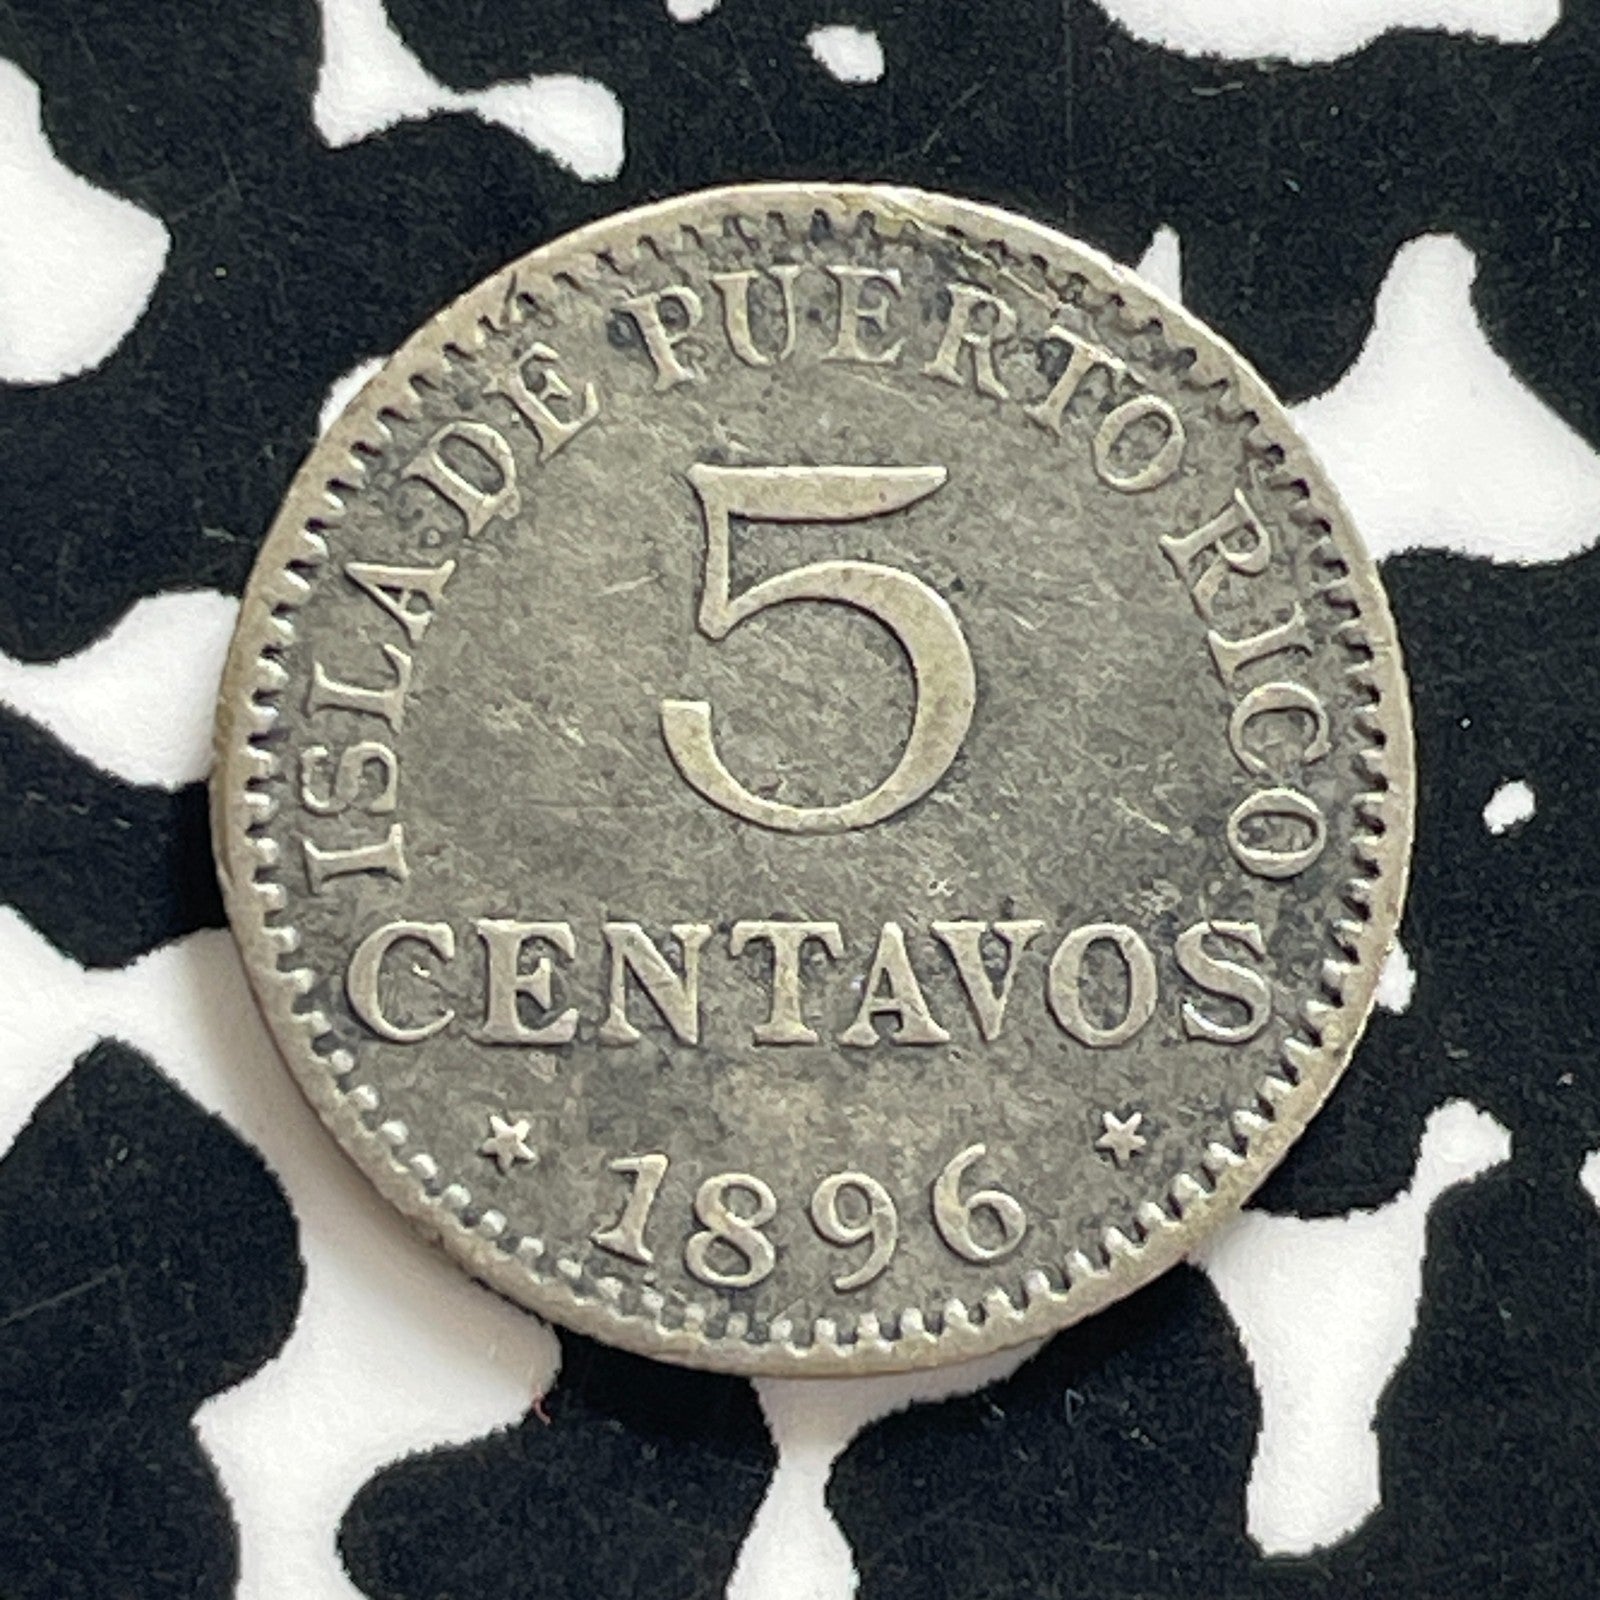 ISLA DE PUERTO RICO
5
CENTAVOS
1896